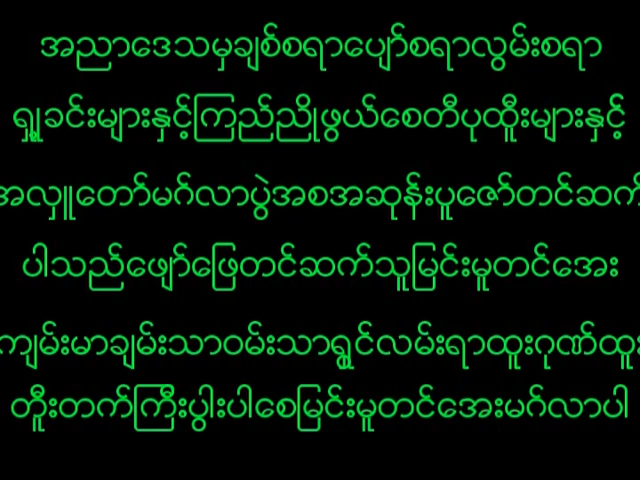 အညာဒေသမှချစ်စရာပျော်စရာလွမ်းစရာ
ရှုခင်းများနှင့်ကြည်ညိုဖွယ်စေတီပုထိူးများနှင့်
အလှူတော်မင်္ဂလာပွဲအစအဆုန်းပူဇော်တင်ဆက်
ပါသည်ဖျော်ဖြေတင်ဆက်သူမြင်းမူတင်အေး
ကျမ်းမာချမ်းသာဝမ်းသာရွှင်လမ်းရာထူးဂုဏ်ထူး
တိူးတက်ကြီးပွါးပါစေမြင်းမူတင်အေးမင်္ဂလာပါ